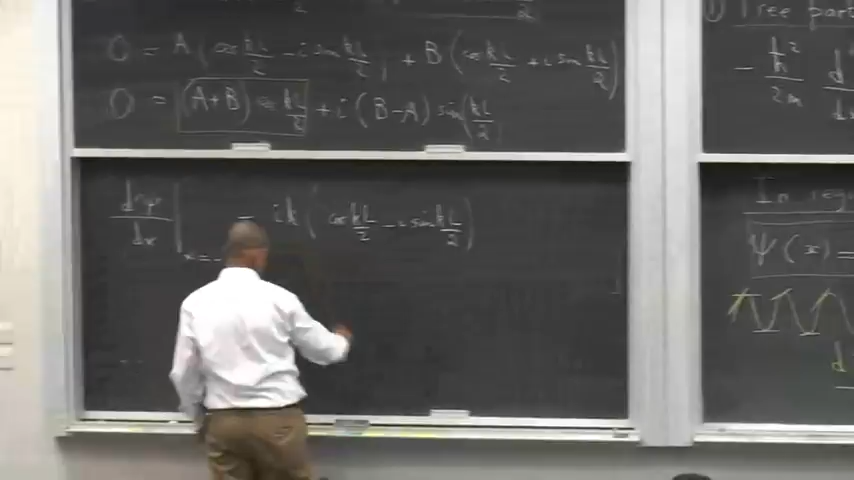 0 = A (cos kL/2 - i sin kL/2) + B (cos kL/2 + i sin kL/2)
0 = (A+B) cos kL/2 + i (B-A) sin kL/2
dψ/dx | x=- = ik (cos kL/2 - i sin kL/2)
① Free part
- ħ²/2m d
In reg
ψ(x) =
d